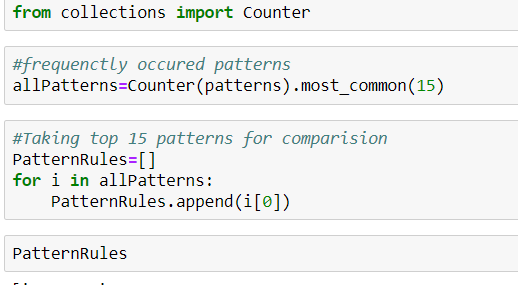 from collections import Counter
#frequenctly occured patterns
allPatterns=Counter(patterns).most_common(15)
#Taking top 15 patterns for comparision
PatternRules=[]
for i in allPatterns:
    PatternRules.append(i[0])
PatternRules